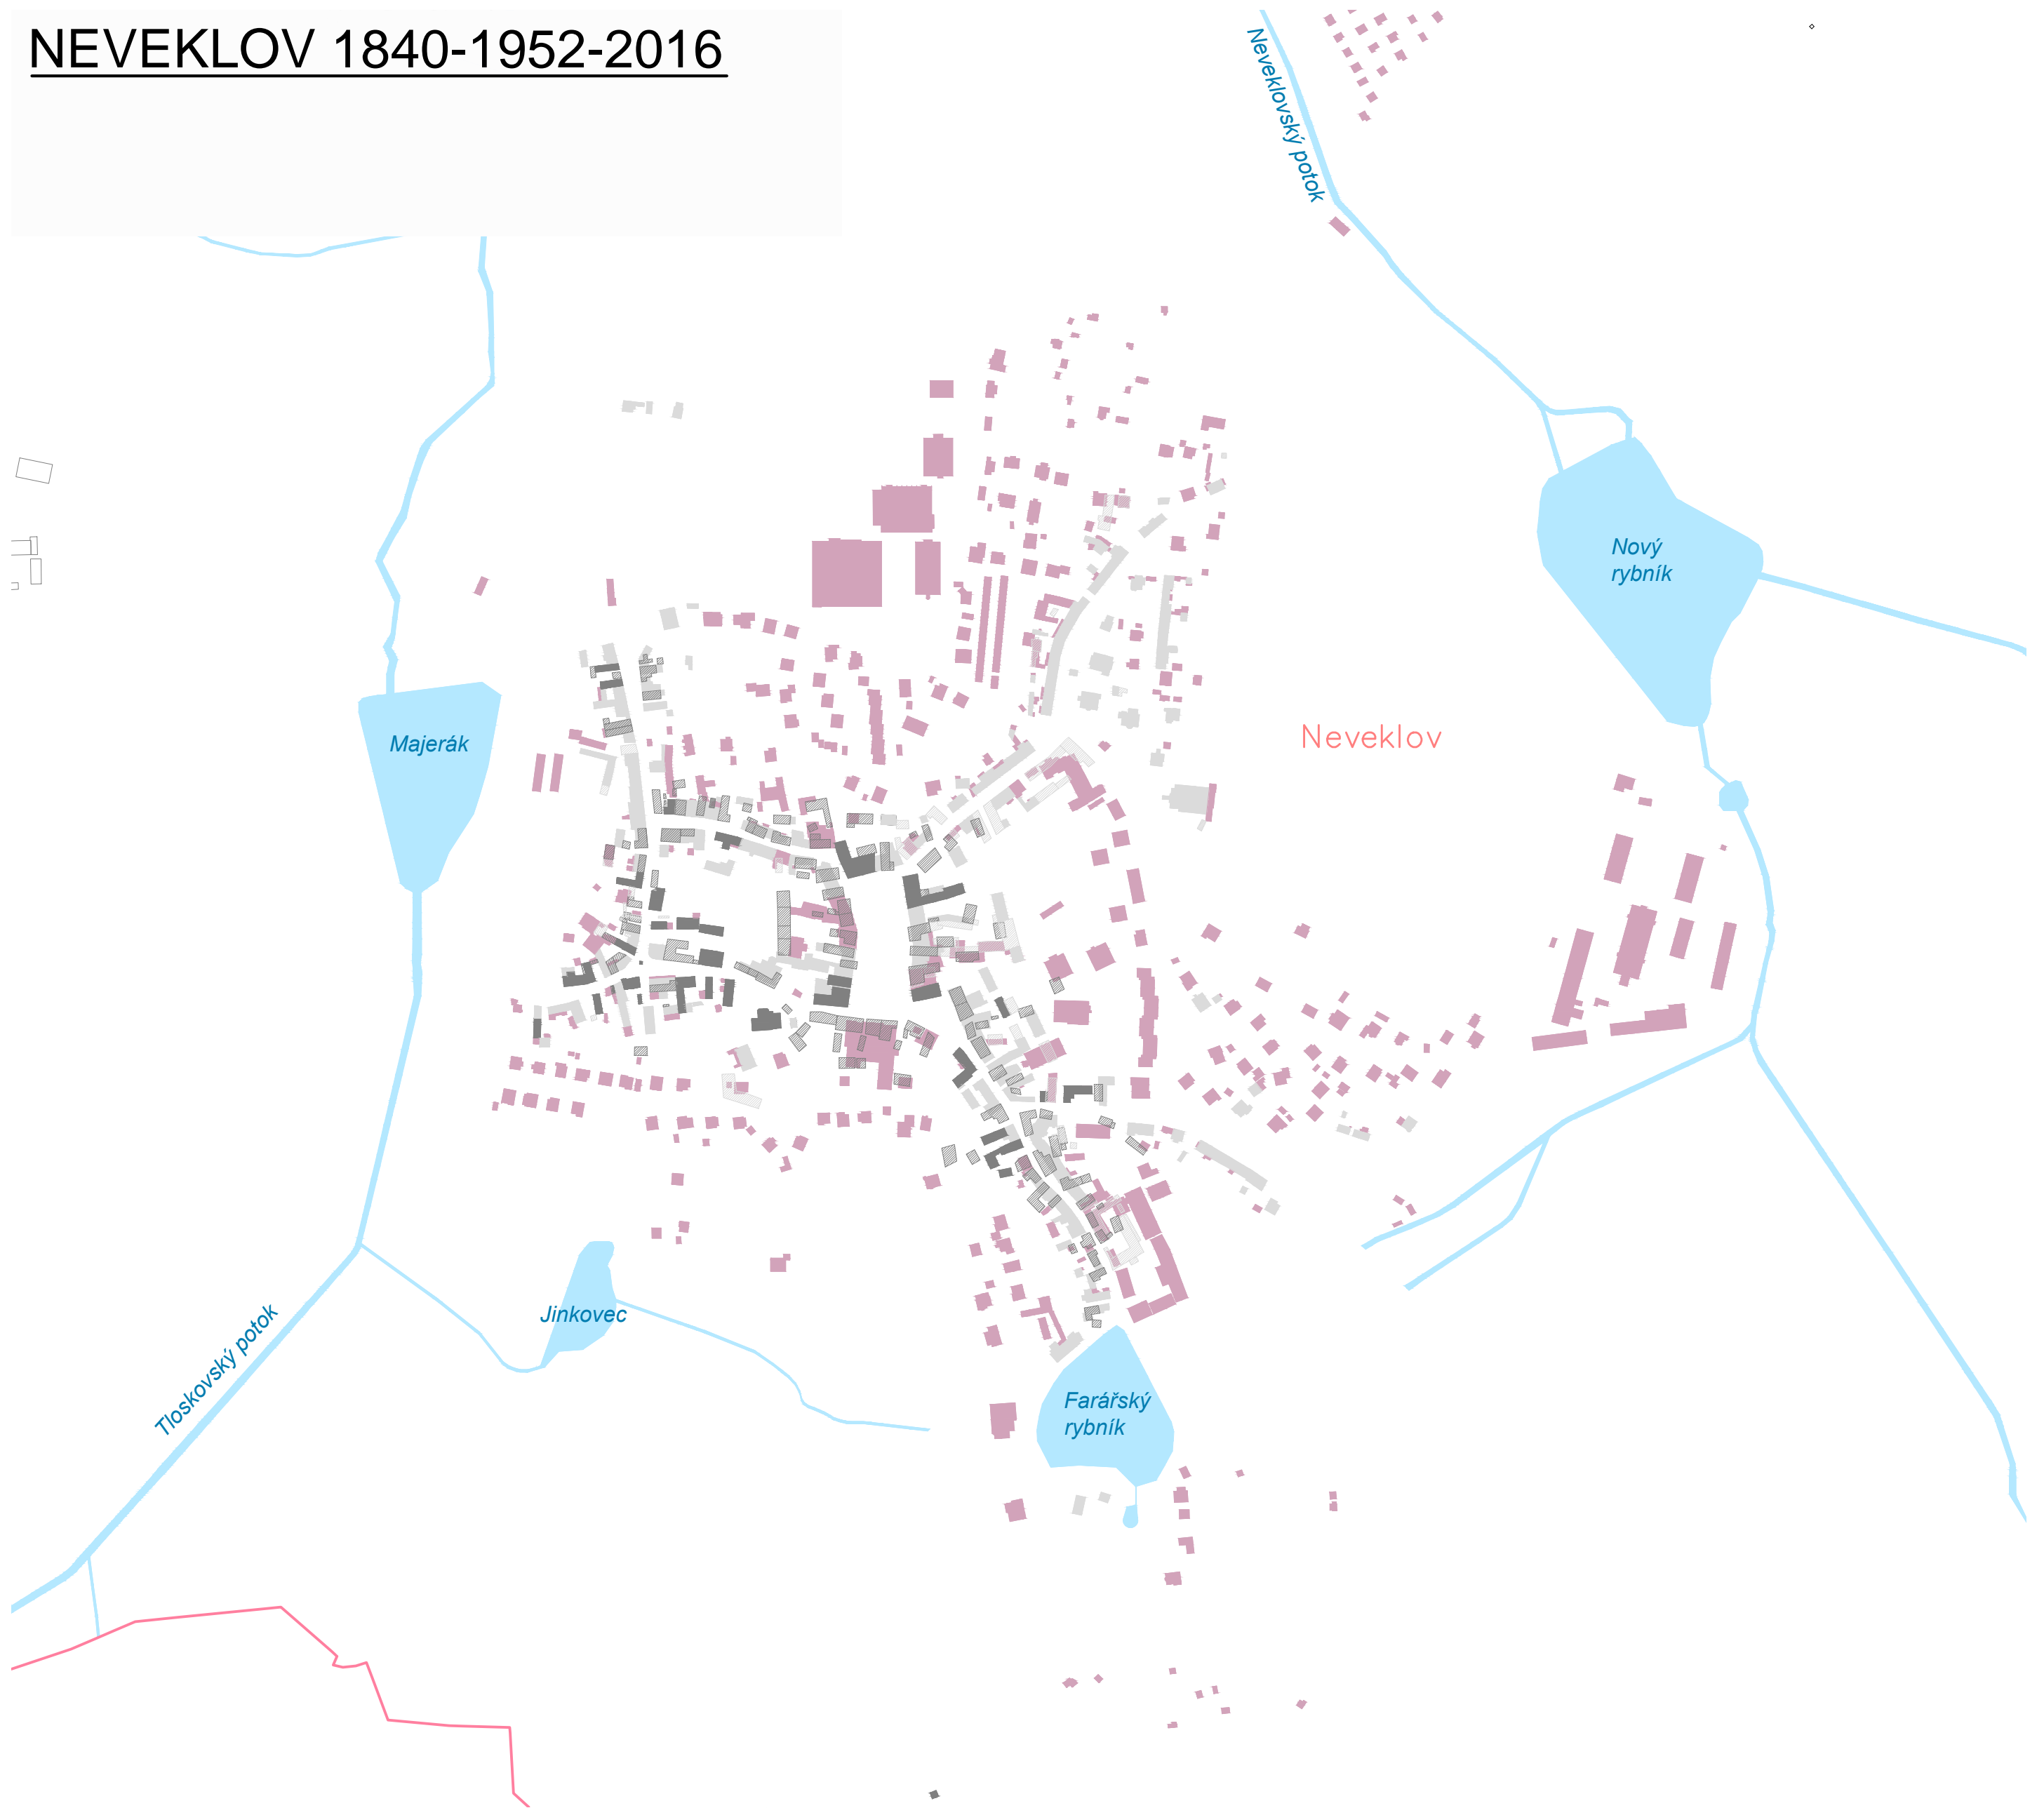 NEVEKLOV 1840-1952-2016
Neveklovský potok
Nový
rybník
Neveklov
Majerák
Jinkovec
Tloskovský potok
Farářský
rybník